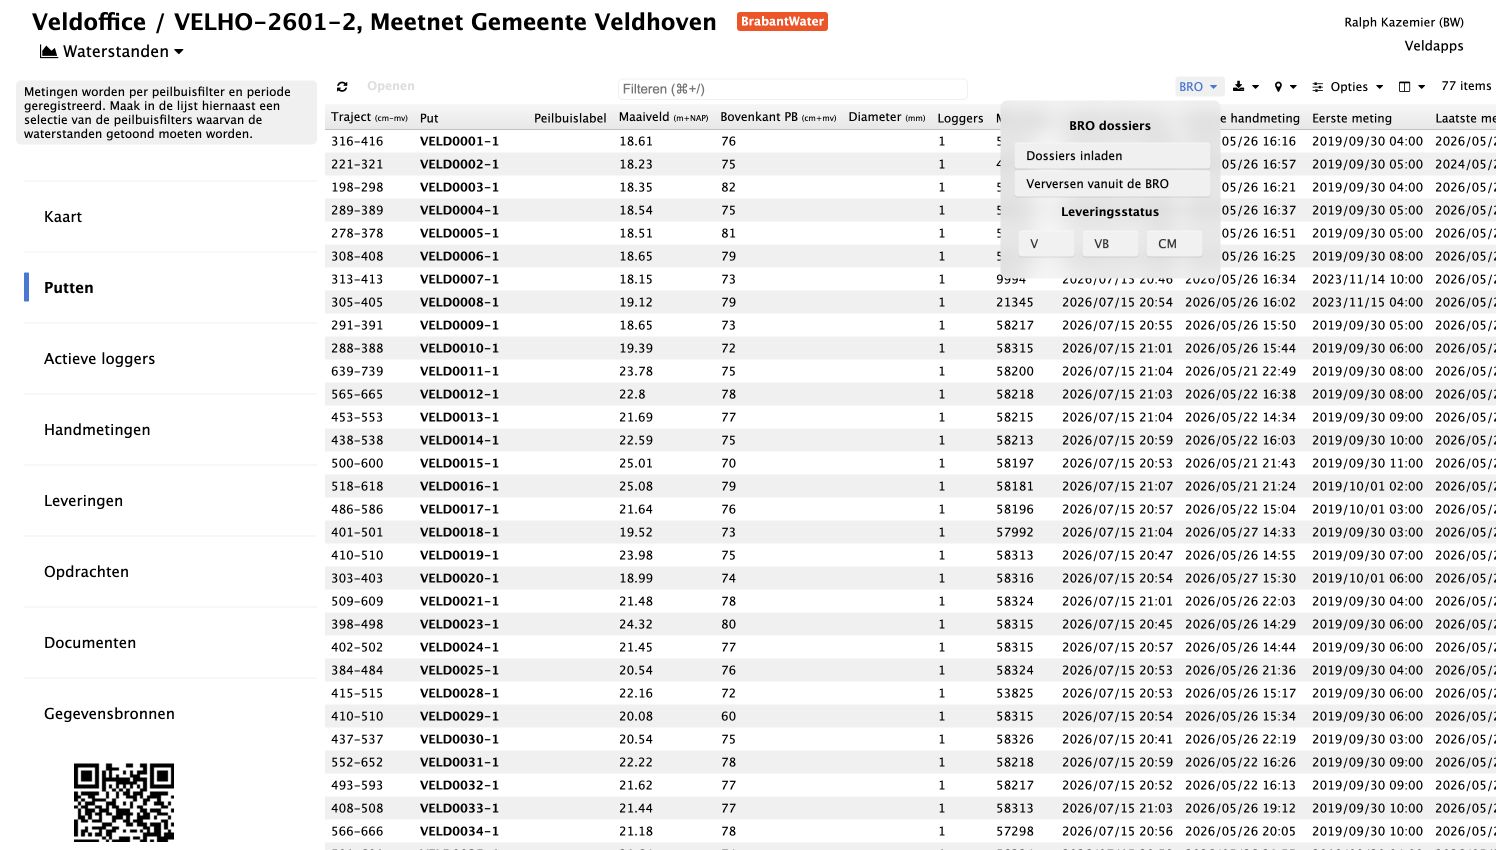 Veldoffice / VELHO-2601-2, Meetnet Gemeente Veldhoven BrabantWater
Ralph Kazemier (BW)
Waterstanden
Veldapps
Metingen worden per peilbuisfilter en periode
geregistreerd. Maak in de lijst hiernaast een
selectie van de peilbuisfilters waarvan de
waterstanden getoond moeten worden.
Kaart
Putten
Actieve loggers
Handmetingen
Leveringen
Opdrachten
Documenten
Gegevensbronnen
Openen Filteren (⌘+/) BRO Opties 77 items
BRO dossiers
Dossiers inladen
Verversen vanuit de BRO
Leveringsstatus
V VB CM
Traject (cm-mv) Put Peilbuislabel Maaiveld (m+NAP) Bovenkant PB (cm+mv) Diameter (mm) Loggers e handmeting Eerste meting Laatste me
316-416 VELD0001-1 18.61 76 1 05/26 16:16 2019/09/30 04:00 2026/05/2
221-321 VELD0002-1 18.23 75 1 05/26 16:57 2019/09/30 05:00 2024/05/2
198-298 VELD0003-1 18.35 82 1 05/26 16:21 2019/09/30 04:00 2026/05/2
289-389 VELD0004-1 18.54 75 1 05/26 16:37 2019/09/30 05:00 2026/05/2
278-378 VELD0005-1 18.51 81 1 05/26 16:51 2019/09/30 05:00 2026/05/2
308-408 VELD0006-1 18.65 79 1 05/26 16:25 2019/09/30 08:00 2026/05/2
313-413 VELD0007-1 18.15 73 1 9994 2026/07/15 20:46 2026/05/26 16:34 2023/11/14 10:00 2026/05/2
305-405 VELD0008-1 19.12 79 1 21345 2026/07/15 20:54 2026/05/26 16:02 2023/11/15 04:00 2026/05/2
291-391 VELD0009-1 18.65 73 1 58217 2026/07/15 20:55 2026/05/26 15:50 2019/09/30 05:00 2026/05/2
288-388 VELD0010-1 19.39 72 1 58315 2026/07/15 21:01 2026/05/26 15:44 2019/09/30 06:00 2026/05/2
639-739 VELD0011-1 23.78 75 1 58200 2026/07/15 21:04 2026/05/21 22:49 2019/09/30 08:00 2026/05/2
565-665 VELD0012-1 22.8 78 1 58218 2026/07/15 21:03 2026/05/22 16:38 2019/09/30 08:00 2026/05/2
453-553 VELD0013-1 21.69 77 1 58215 2026/07/15 21:04 2026/05/22 14:34 2019/09/30 09:00 2026/05/2
438-538 VELD0014-1 22.59 75 1 58213 2026/07/15 20:59 2026/05/22 16:03 2019/09/30 10:00 2026/05/2
500-600 VELD0015-1 25.01 70 1 58197 2026/07/15 20:53 2026/05/21 21:43 2019/09/30 11:00 2026/05/2
518-618 VELD0016-1 25.08 79 1 58181 2026/07/15 21:07 2026/05/21 21:24 2019/10/01 02:00 2026/05/2
486-586 VELD0017-1 21.64 76 1 58196 2026/07/15 20:57 2026/05/22 15:04 2019/10/01 03:00 2026/05/2
401-501 VELD0018-1 19.52 73 1 57992 2026/07/15 21:04 2026/05/27 14:33 2019/09/30 03:00 2026/05/2
410-510 VELD0019-1 23.98 75 1 58313 2026/07/15 20:47 2026/05/26 14:55 2019/09/30 07:00 2026/05/2
303-403 VELD0020-1 18.99 74 1 58316 2026/07/15 20:54 2026/05/27 15:30 2019/10/01 06:00 2026/05/2
509-609 VELD0021-1 21.48 78 1 58324 2026/07/15 21:01 2026/05/26 22:03 2019/09/30 04:00 2026/05/2
398-498 VELD0023-1 24.32 80 1 58315 2026/07/15 20:45 2026/05/26 14:29 2019/09/30 06:00 2026/05/2
402-502 VELD0024-1 21.45 77 1 58315 2026/07/15 20:57 2026/05/26 14:44 2019/09/30 06:00 2026/05/2
384-484 VELD0025-1 20.54 76 1 58324 2026/07/15 20:53 2026/05/26 21:36 2019/09/30 04:00 2026/05/2
415-515 VELD0028-1 22.16 72 1 53825 2026/07/15 20:53 2026/05/26 15:17 2019/09/30 06:00 2026/05/2
410-510 VELD0029-1 20.08 60 1 58315 2026/07/15 20:54 2026/05/26 15:34 2019/09/30 06:00 2026/05/2
437-537 VELD0030-1 20.54 75 1 58326 2026/07/15 20:41 2026/05/26 22:19 2019/09/30 03:00 2026/05/2
552-652 VELD0031-1 22.22 78 1 58218 2026/07/15 20:59 2026/05/22 16:26 2019/09/30 09:00 2026/05/2
493-593 VELD0032-1 21.62 77 1 58217 2026/07/15 20:52 2026/05/22 16:13 2019/09/30 09:00 2026/05/2
408-508 VELD0033-1 21.44 77 1 58313 2026/07/15 21:03 2026/05/26 19:12 2019/09/30 10:00 2026/05/2
566-666 VELD0034-1 21.18 78 1 57298 2026/07/15 20:56 2026/05/26 20:05 2019/09/30 10:00 2026/05/2